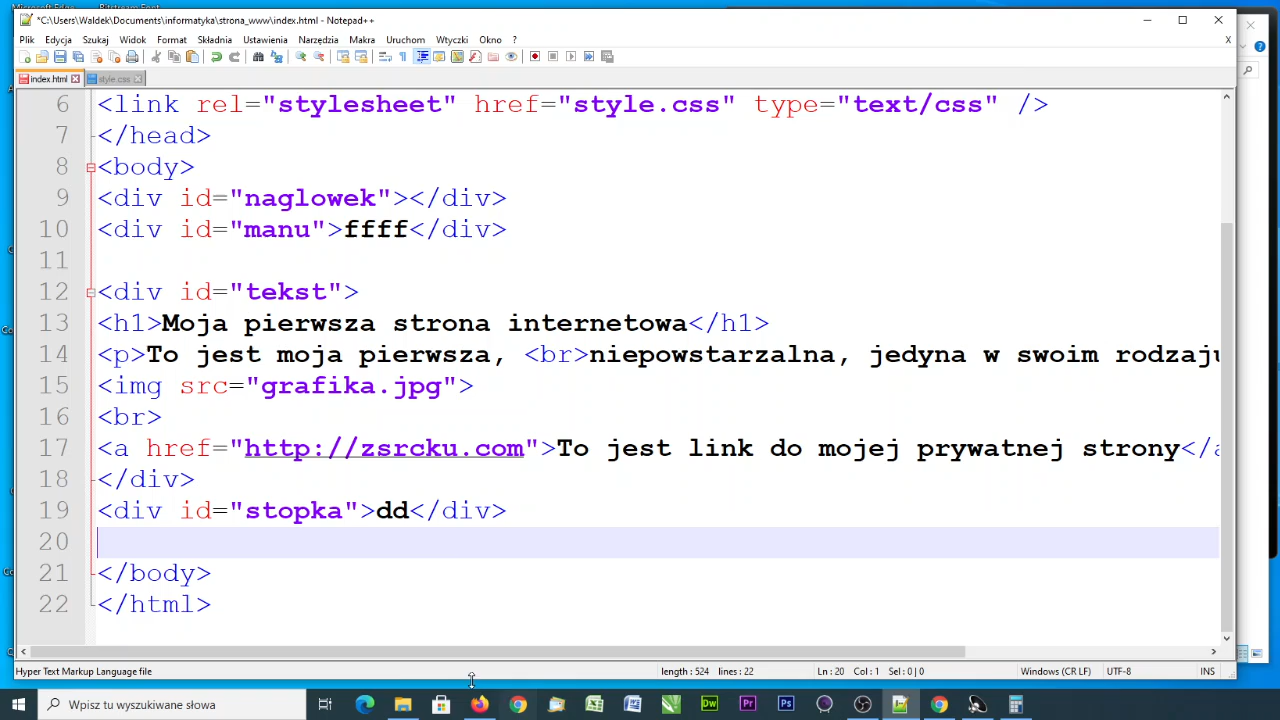 *C:\Users\Waldek\Documents\informatyka\strona_www\index.html - Notepad++
Plik Edycja Szukaj Widok Format Składnia Ustawienia Narzędzia Makra Uruchom Wtyczki Okno ? X
index.html style.css
6 <link rel="stylesheet" href="style.css" type="text/css" />
7 </head>
8 <body>
9 <div id="naglowek"></div>
10 <div id="manu">ffff</div>
11
12 <div id="tekst">
13 <h1>Moja pierwsza strona internetowa</h1>
14 <p>To jest moja pierwsza, <br>niepowstarzalna, jedyna w swoim rodzaju
15 <img src="grafika.jpg">
16 <br>
17 <a href="http://zsrcku.com">To jest link do mojej prywatnej strony</a
18 </div>
19 <div id="stopka">dd</div>
20
21 </body>
22 </html>
Hyper Text Markup Language file length : 524 lines : 22 Ln : 20 Col : 1 Sel : 0 | 0 Windows (CR LF) UTF-8 INS
Wpisz tu wyszukiwane słowa